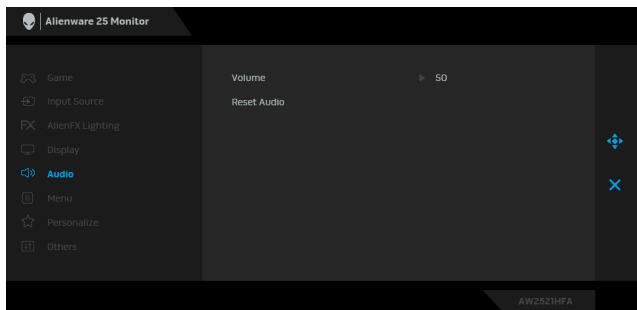 Alienware 25 Monitor
Game
Input Source
AlienFX Lighting
Display
Audio
Menu
Personalize
Others
Volume 50
Reset Audio
AW2521HFA